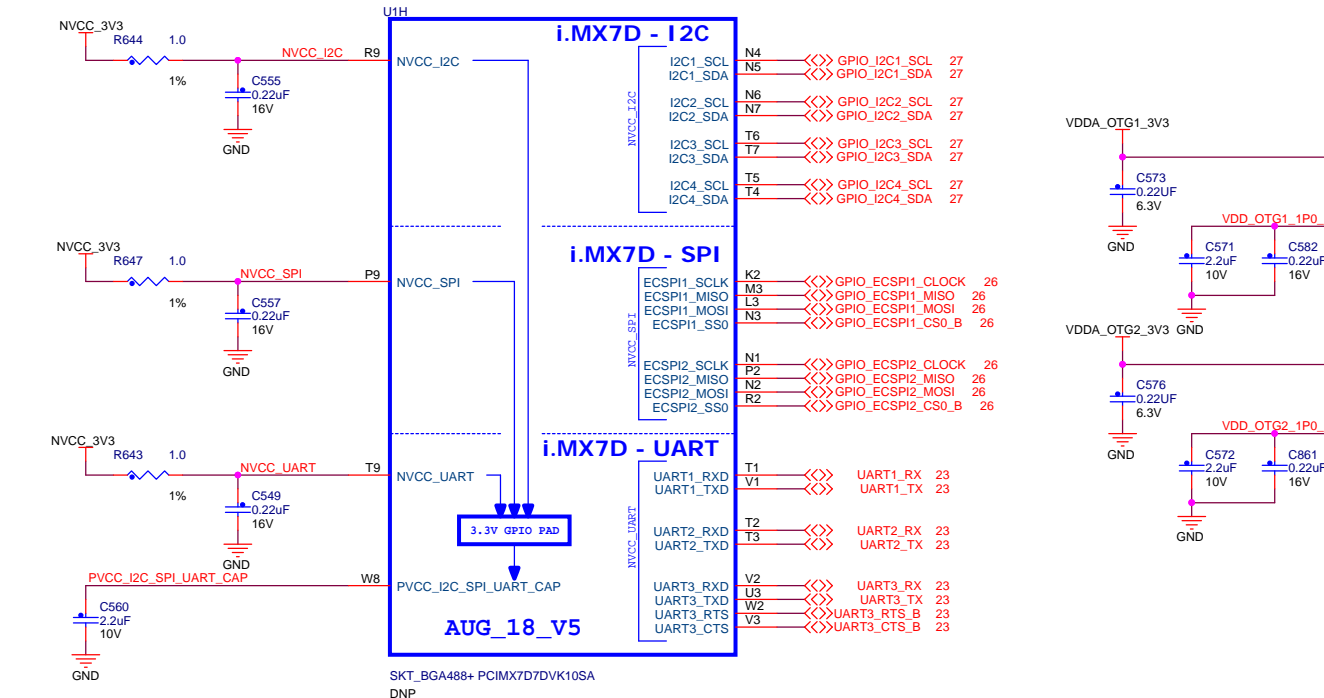 U1H
i.MX7D - I2C
NVCC_3V3
R644 1.0
1%
NVCC_I2C R9
NVCC_I2C
C555
0.22uF
16V
GND
NVCC_I2C
I2C1_SCL N4 GPIO_I2C1_SCL 27
I2C1_SDA N5 GPIO_I2C1_SDA 27
I2C2_SCL N6 GPIO_I2C2_SCL 27
I2C2_SDA N7 GPIO_I2C2_SDA 27
I2C3_SCL T6 GPIO_I2C3_SCL 27
I2C3_SDA T7 GPIO_I2C3_SDA 27
I2C4_SCL T5 GPIO_I2C4_SCL 27
I2C4_SDA T4 GPIO_I2C4_SDA 27
i.MX7D - SPI
NVCC_3V3
R647 1.0
1%
NVCC_SPI P9
NVCC_SPI
C557
0.22uF
16V
GND
NVCC_SPI
ECSPI1_SCLK K2 GPIO_ECSPI1_CLOCK 26
ECSPI1_MISO M3 GPIO_ECSPI1_MISO 26
ECSPI1_MOSI L3 GPIO_ECSPI1_MOSI 26
ECSPI1_SS0 N3 GPIO_ECSPI1_CS0_B 26
ECSPI2_SCLK N1 GPIO_ECSPI2_CLOCK 26
ECSPI2_MISO P2 GPIO_ECSPI2_MISO 26
ECSPI2_MOSI N2 GPIO_ECSPI2_MOSI 26
ECSPI2_SS0 R2 GPIO_ECSPI2_CS0_B 26
i.MX7D - UART
NVCC_3V3
R643 1.0
1%
NVCC_UART T9
NVCC_UART
C549
0.22uF
16V
GND
3.3V GPIO PAD
NVCC_UART
UART1_RXD T1 UART1_RX 23
UART1_TXD V1 UART1_TX 23
UART2_RXD T2 UART2_RX 23
UART2_TXD T3 UART2_TX 23
UART3_RXD V2 UART3_RX 23
UART3_TXD U3 UART3_TX 23
UART3_RTS W2 UART3_RTS_B 23
UART3_CTS V3 UART3_CTS_B 23
PVCC_I2C_SPI_UART_CAP W8
PVCC_I2C_SPI_UART_CAP
C560
2.2uF
10V
GND
AUG_18_V5
SKT_BGA488+ PCIMX7D7DVK10SA
DNP
VDDA_OTG1_3V3
C573
0.22UF
6.3V
GND
VDD_OTG1_1P0_
C571
2.2uF
10V
C582
0.22uF
16V
GND
VDDA_OTG2_3V3
C576
0.22UF
6.3V
GND
VDD_OTG2_1P0_
C572
2.2uF
10V
C861
0.22uF
16V
GND